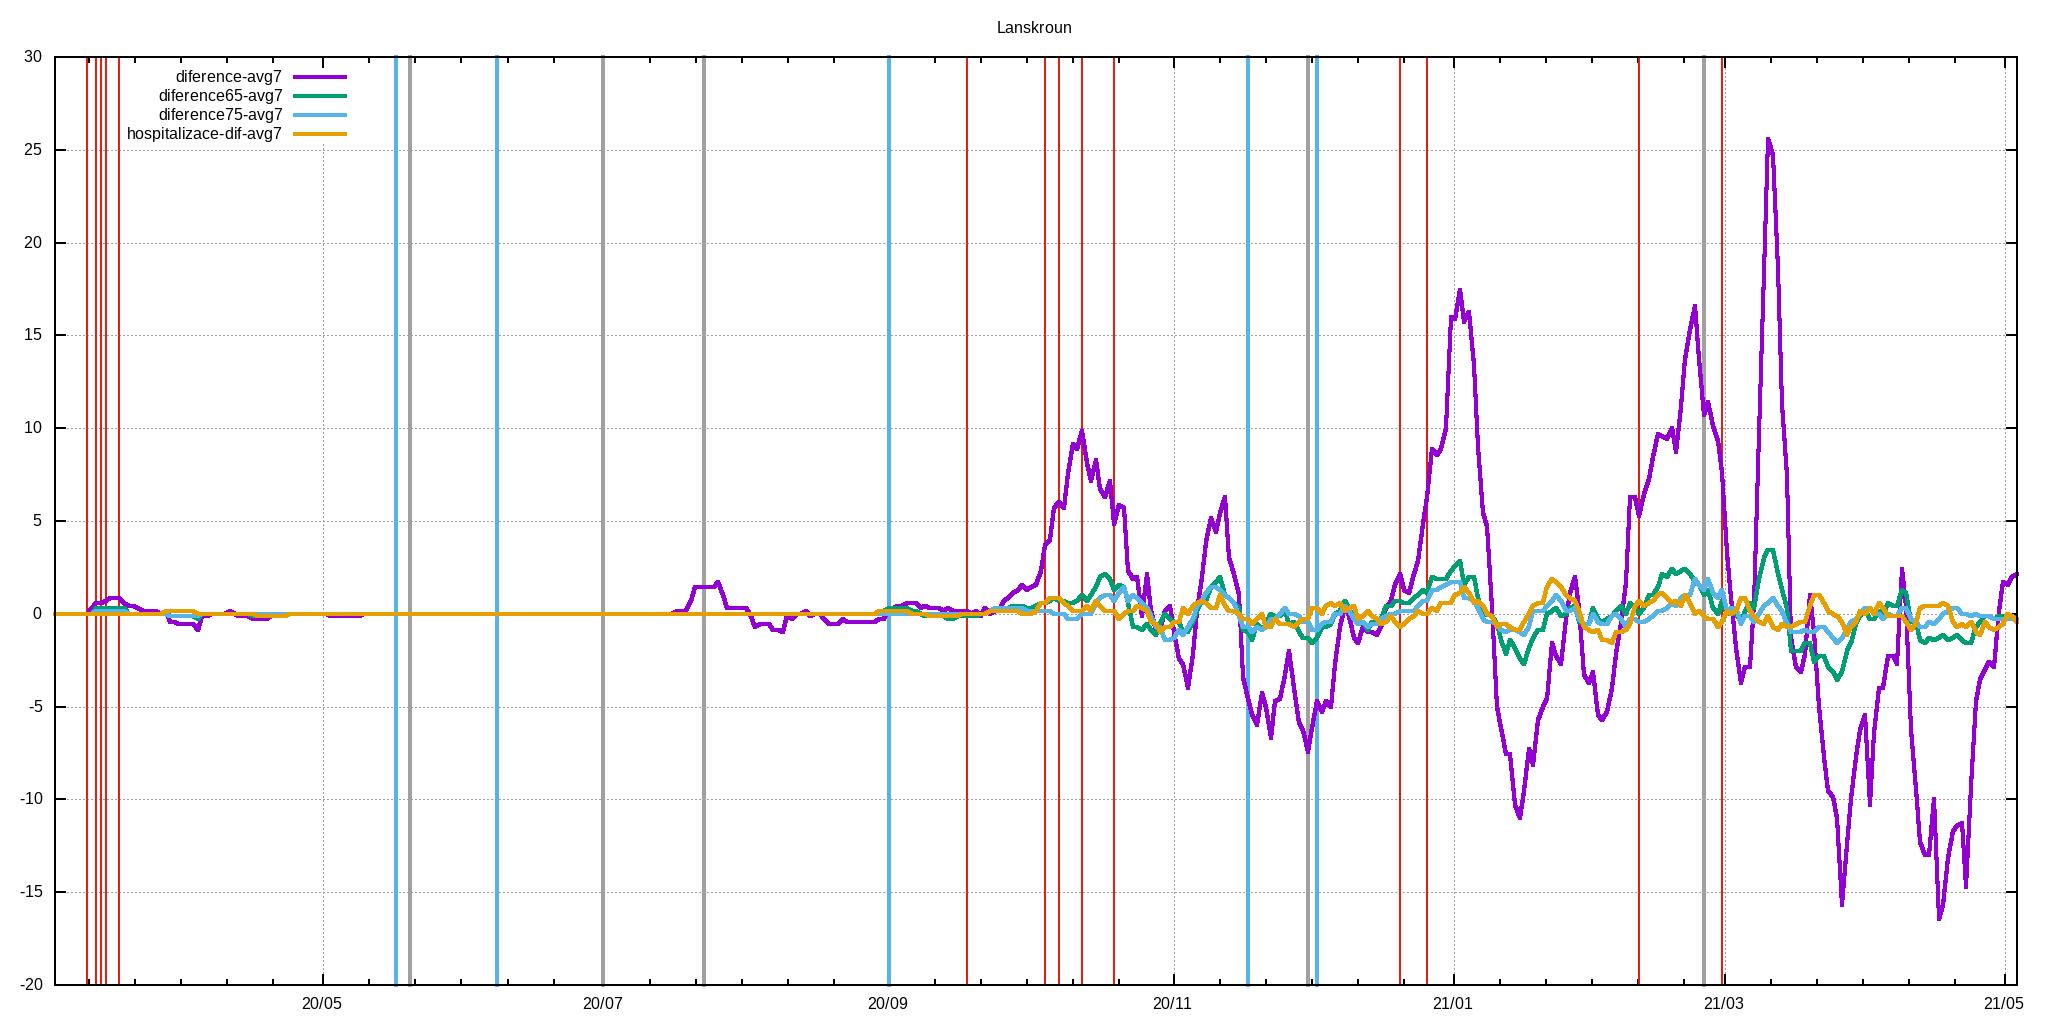 Lanskroun
30
25
20
15
10
5
0
-5
-10
-15
-20
diference-avg7
diference65-avg7
diference75-avg7
hospitalizace-dif-avg7
20/05 20/07 20/09 20/11 21/01 21/03 21/05